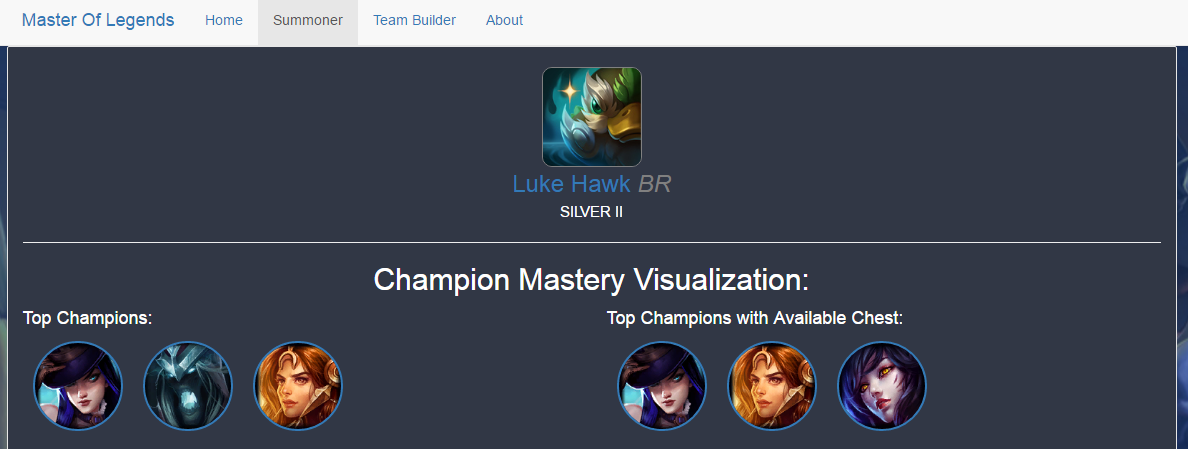 Master Of Legends Home Summoner Team Builder About
Luke Hawk BR
SILVER II
Champion Mastery Visualization:
Top Champions:
Top Champions with Available Chest: